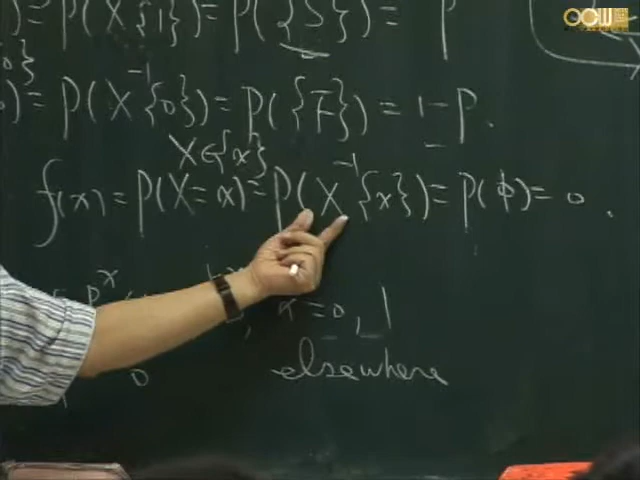 OCW
)= P(X⁻¹{1}) = P({S}) = P
)= P(X⁻¹{0}) = P({F}) = 1-P.
X∈{x}
f(x) = P(X=x) = P(X⁻¹{x}) = P(φ) = 0.
P^x
x=0,1
0 elsewhere